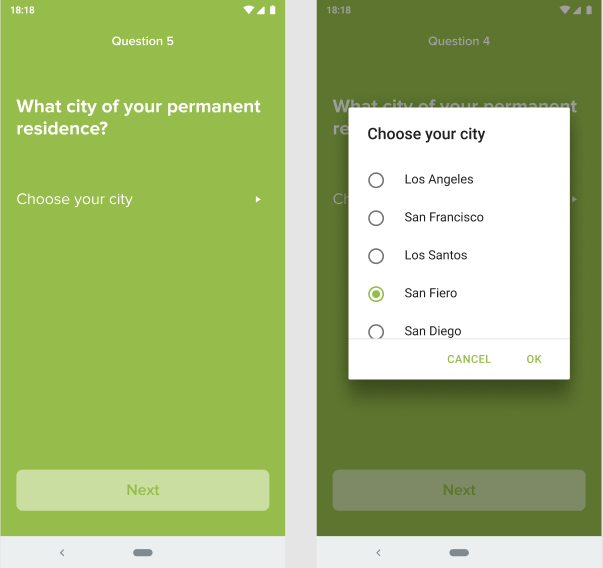 18:18
Question 5
What city of your permanent
residence?
Choose your city
Next
18:18
Question 4
What city of your permanent
re
Ch
Choose your city
Los Angeles
San Francisco
Los Santos
San Fiero
San Diego
CANCEL OK
Next